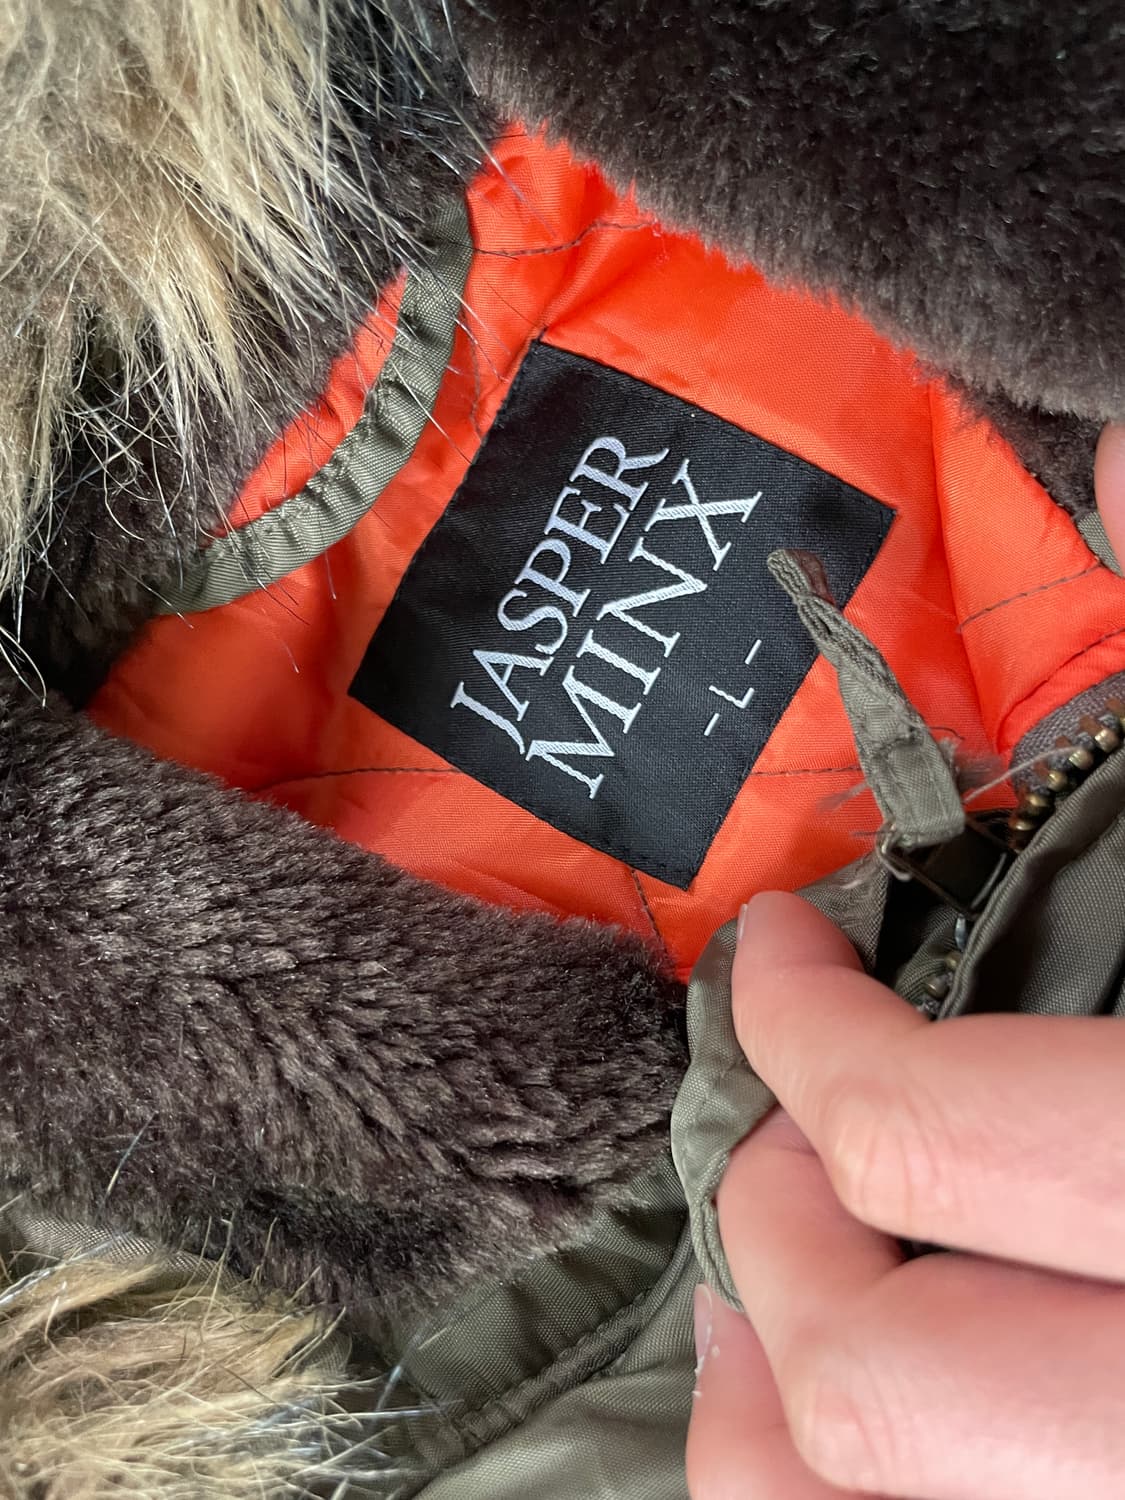 JASPER
MINX
- L -